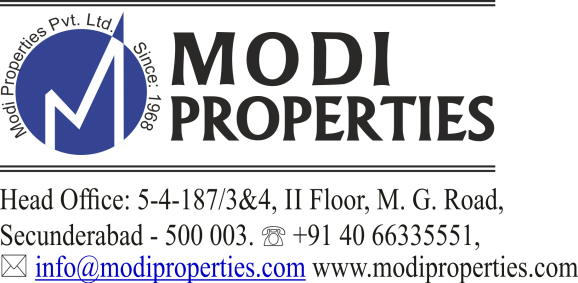 Modi Properties Pvt. Ltd. Since: 1968
MODI
PROPERTIES
Head Office: 5-4-187/3&4, II Floor, M. G. Road,
Secunderabad - 500 003. ☏ +91 40 66335551,
✉ info@modiproperties.com www.modiproperties.com